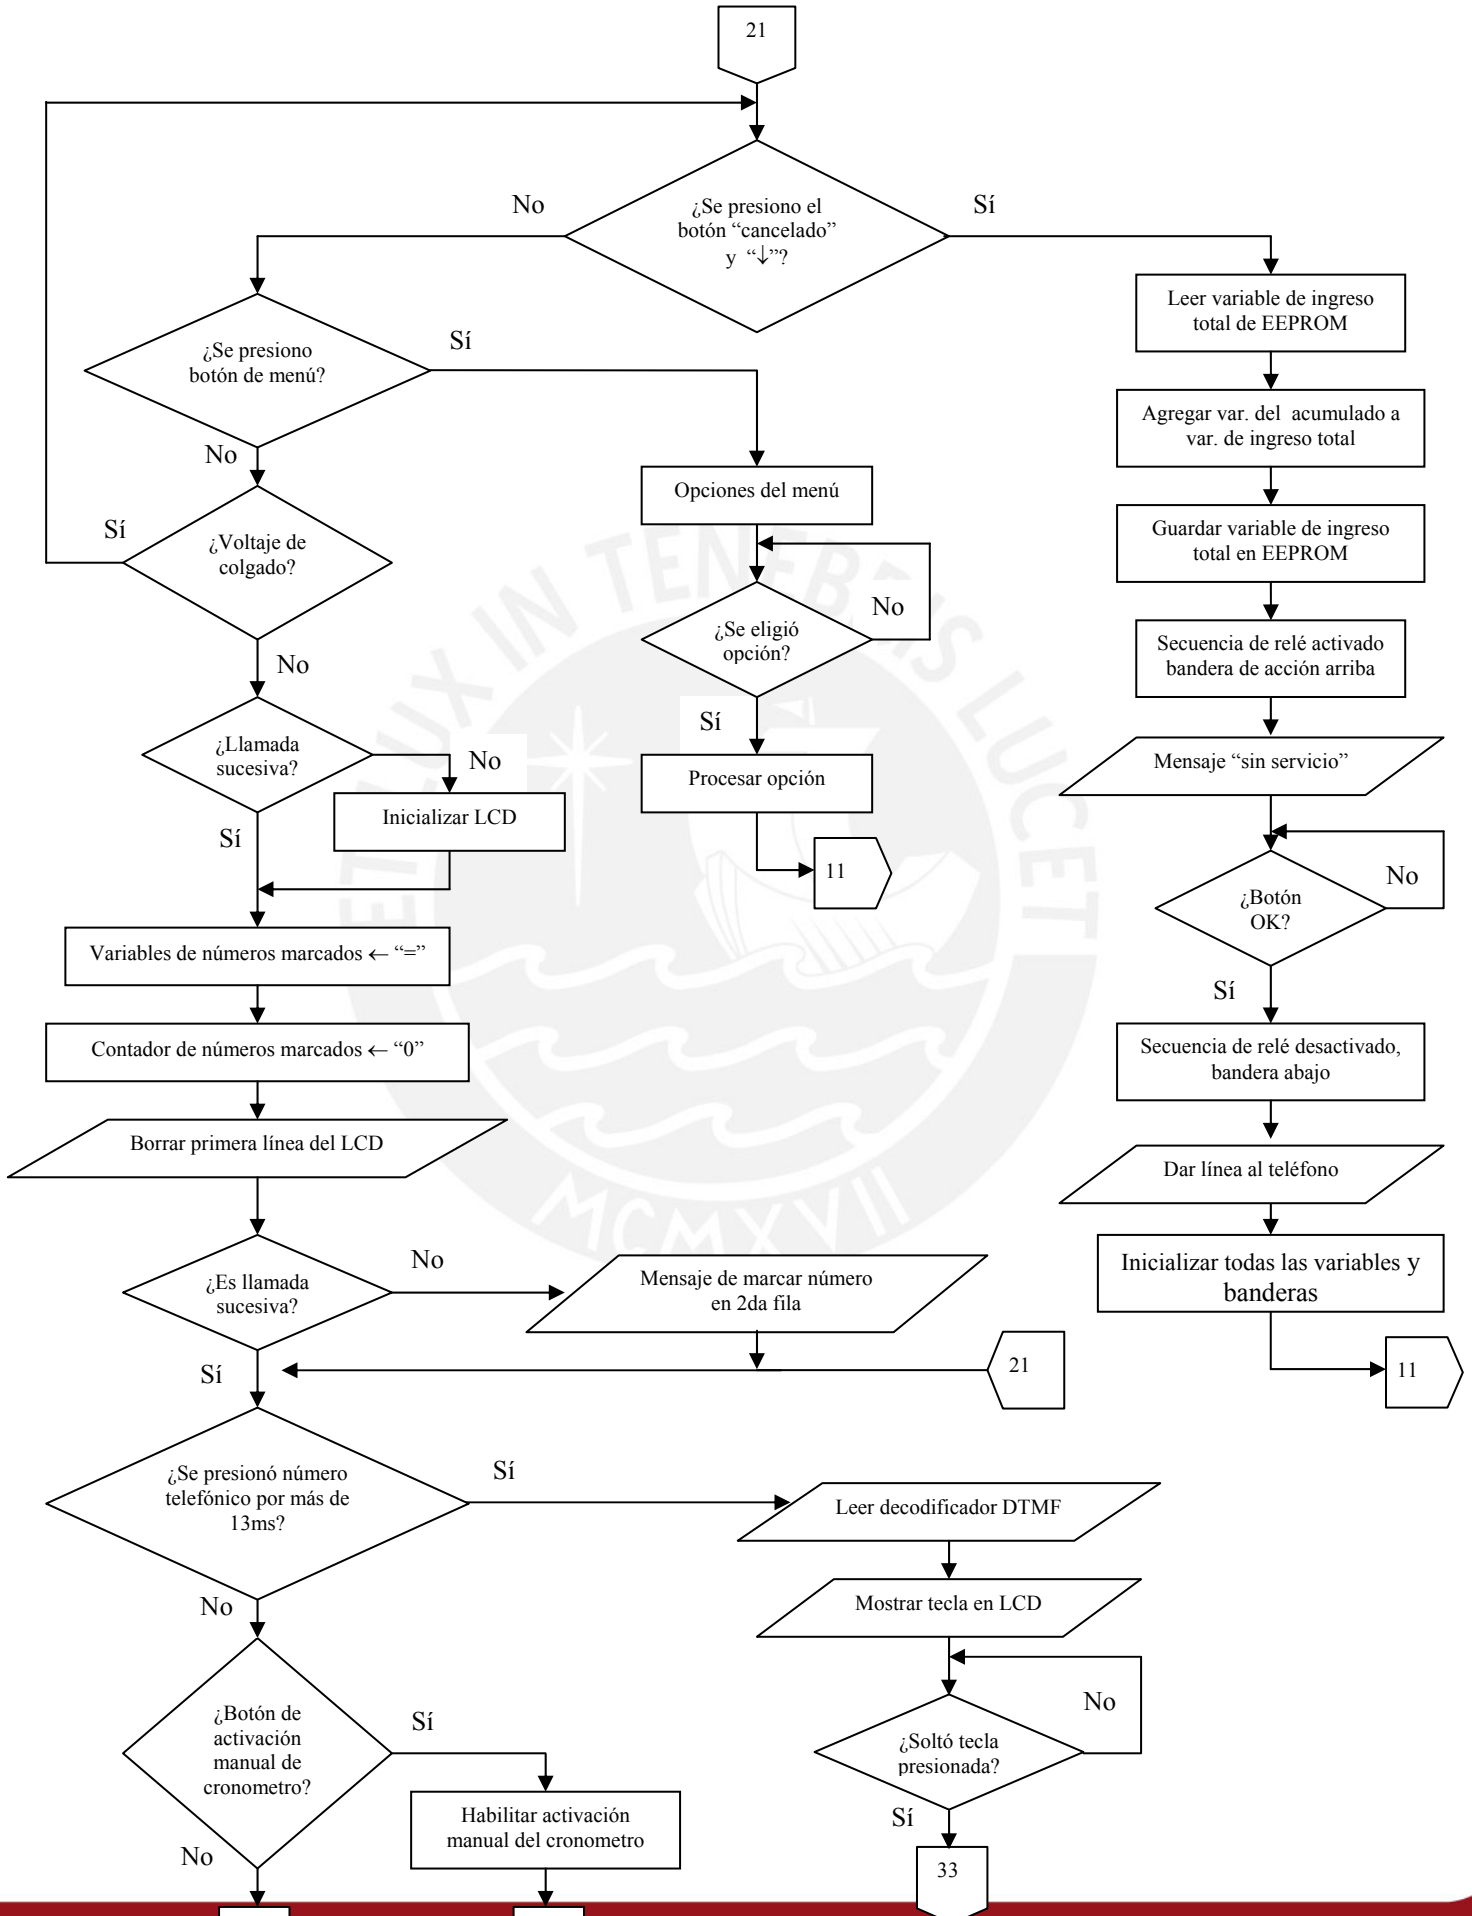 21
No
Sí
¿Se presiono el
botón “cancelado”
y “↓”?
Leer variable de ingreso
total de EEPROM
¿Se presiono
botón de menú?
Sí
No
Agregar var. del acumulado a
var. de ingreso total
Opciones del menú
Guardar variable de ingreso
total en EEPROM
Sí
¿Voltaje de
colgado?
No
¿Se eligió
opción?
No
Secuencia de relé activado
bandera de acción arriba
Sí
¿Llamada
sucesiva?
No
Mensaje “sin servicio”
Procesar opción
Inicializar LCD
Sí
11
¿Botón
OK?
No
Sí
Variables de números marcados ← “=”
Contador de números marcados ← “0”
Secuencia de relé desactivado,
bandera abajo
Borrar primera línea del LCD
Dar línea al teléfono
¿Es llamada
sucesiva?
No
Mensaje de marcar número
en 2da fila
Inicializar todas las variables y
banderas
Sí
21
11
¿Se presionó número
telefónico por más de
13ms?
Sí
Leer decodificador DTMF
No
Mostrar tecla en LCD
¿Botón de
activación
manual de
cronometro?
Sí
No
¿Soltó tecla
presionada?
Habilitar activación
manual del cronometro
Sí
No
33
ET LUX IN TENEBRIS LUCET
MCMXVII